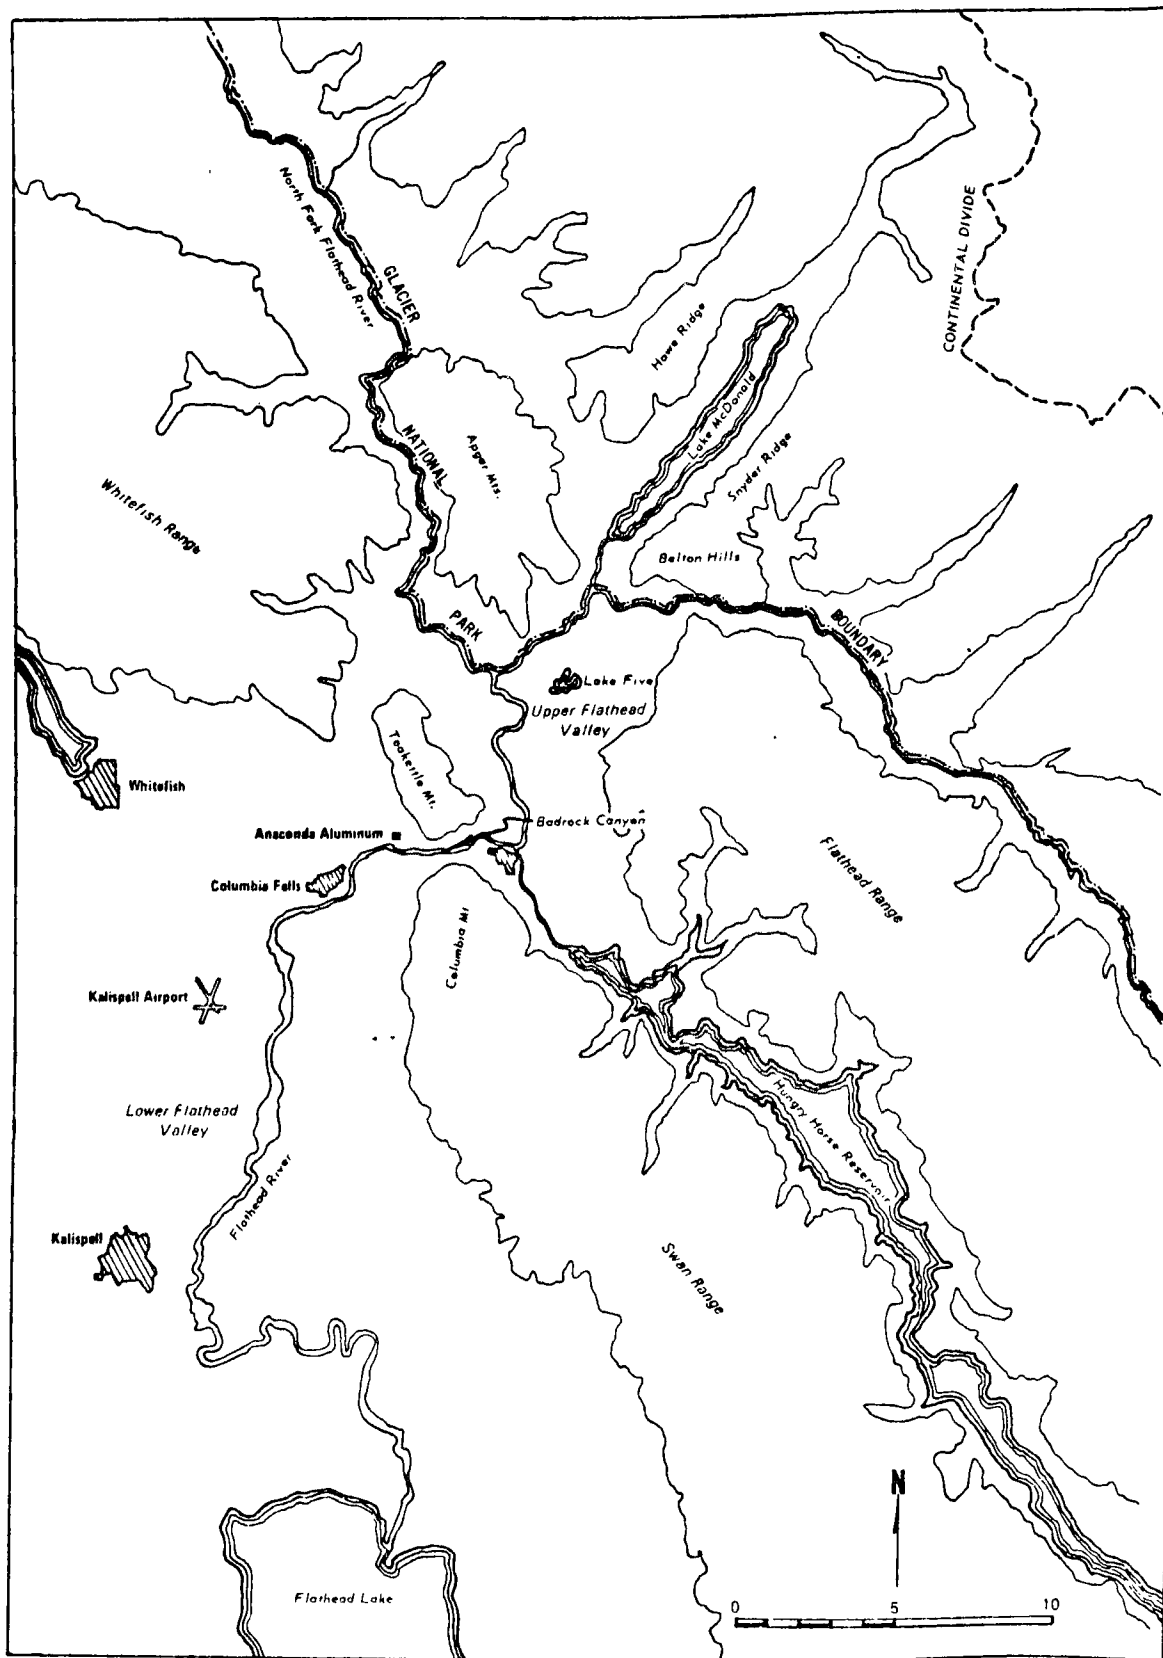 North Fork Flathead River
GLACIER
CONTINENTAL DIVIDE
Howe Ridge
Lake McDonald
NATIONAL
Apgar Mts.
Snyder Ridge
Whitefish Range
Belton Hills
PARK
BOUNDARY
Lake Five
Upper Flathead
Valley
Teakettle Mt.
Whitefish
Badrock Canyon
Anaconda Aluminum
Columbia Falls
Flathead Range
Columbia Mt
Kalispell Airport
Hungry Horse Reservoir
Lower Flathead
Valley
Flathead River
Kalispell
Swan Range
N
Flathead Lake
0 5 10